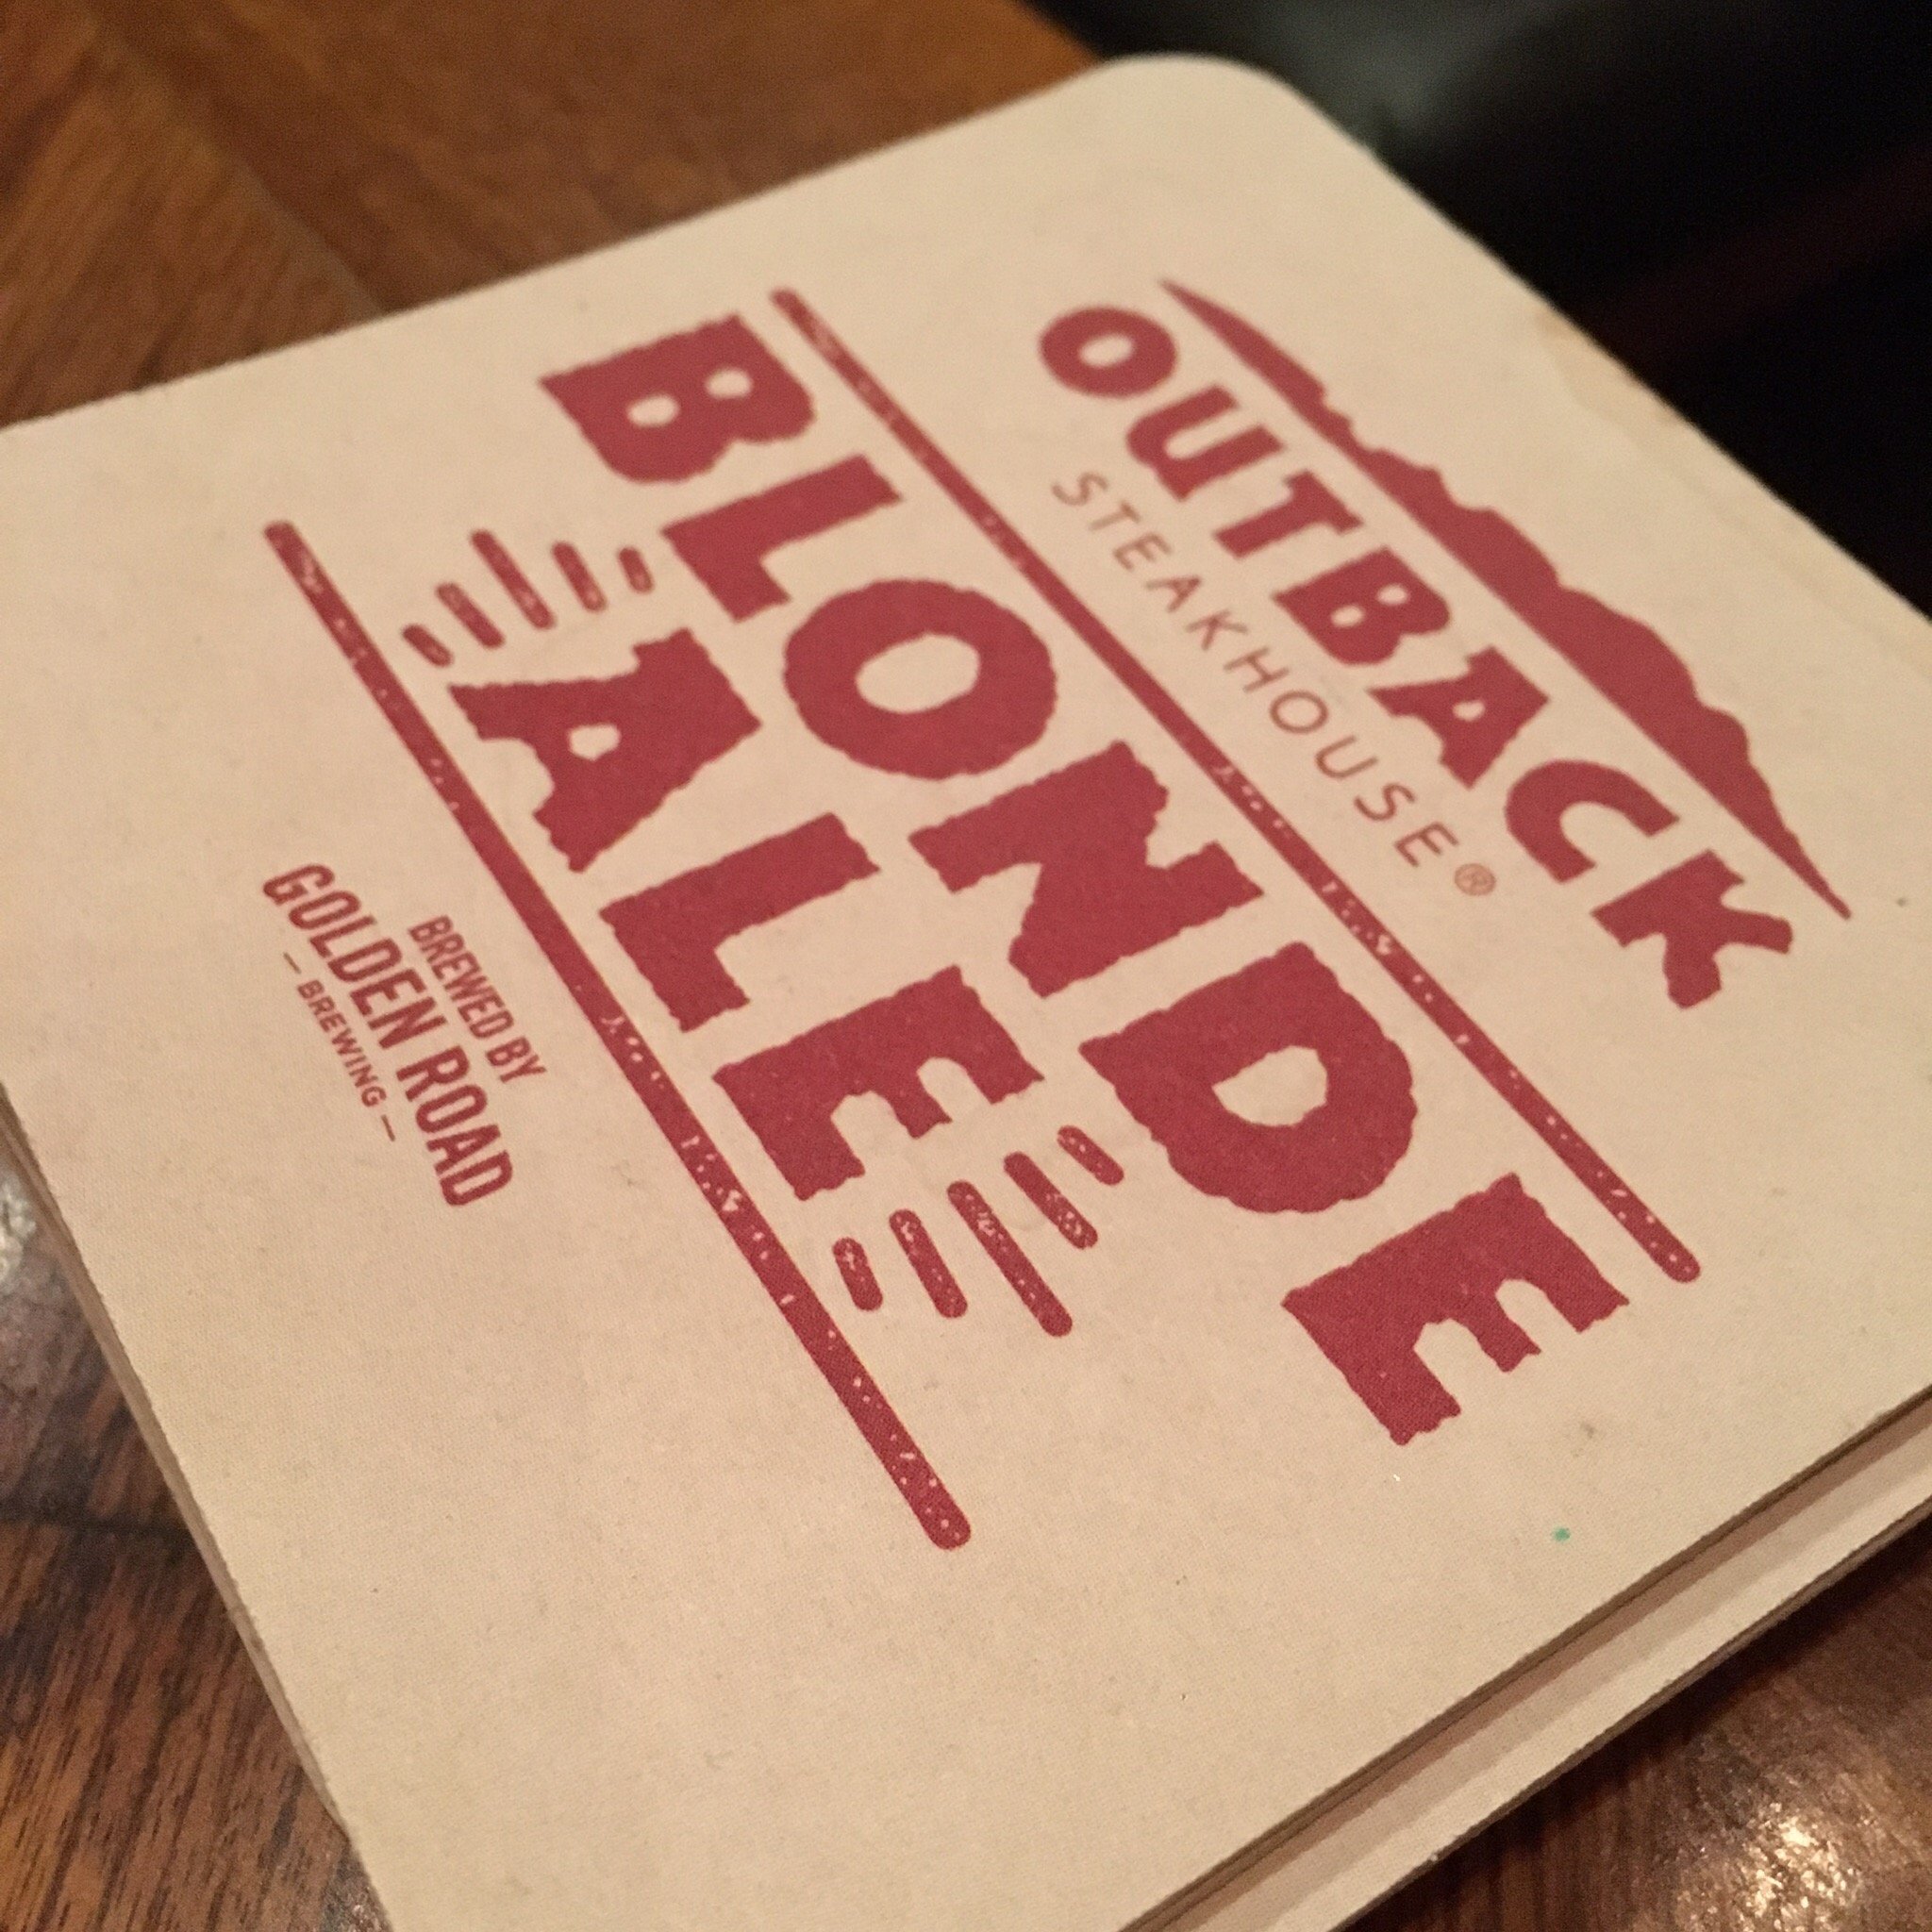 OUTBACK
STEAKHOUSE®
BLONDE
ALE
BREWED BY
GOLDEN ROAD
— BREWING —